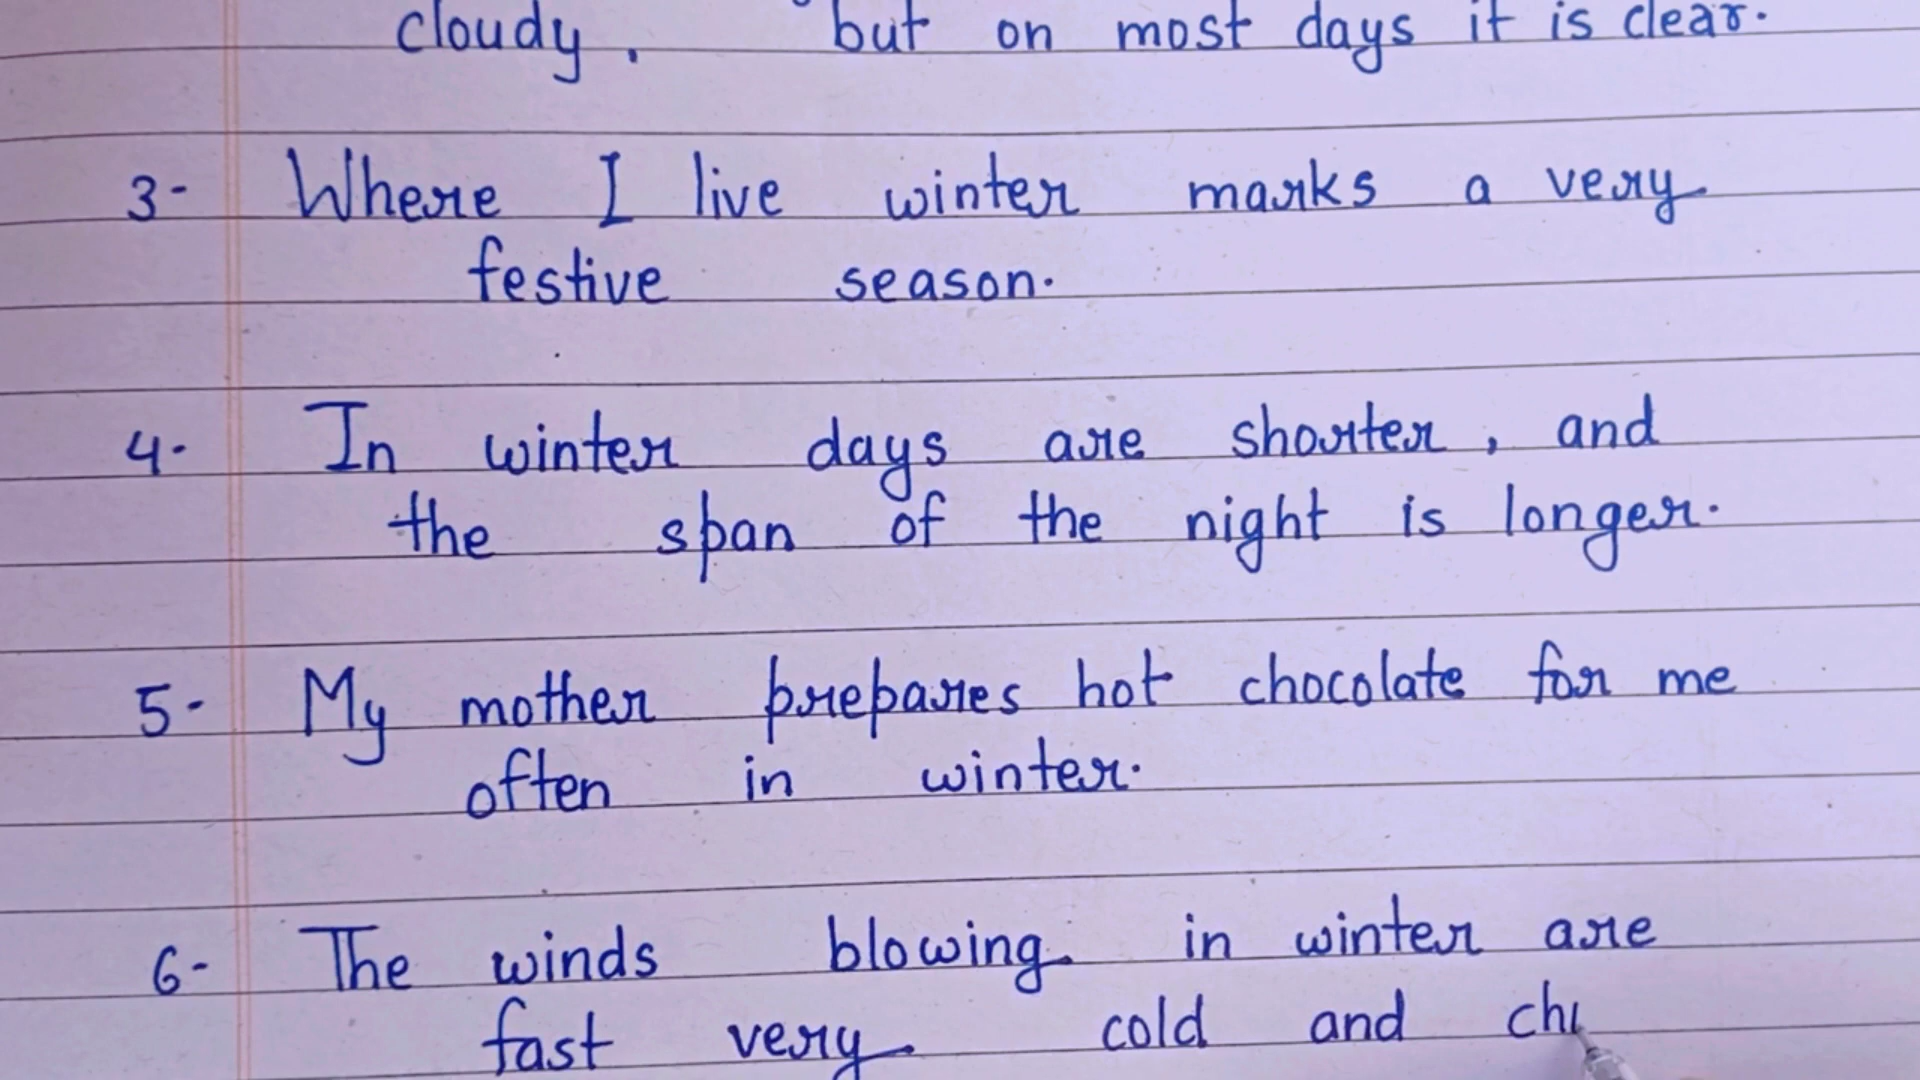 cloudy, but on most days it is clear.
3- Where I live winter marks a very
festive season.
4- In winter days are shorter, and
the span of the night is longer.
5- My mother prepares hot chocolate for me
often in winter.
6- The winds blowing in winter are
fast very cold and